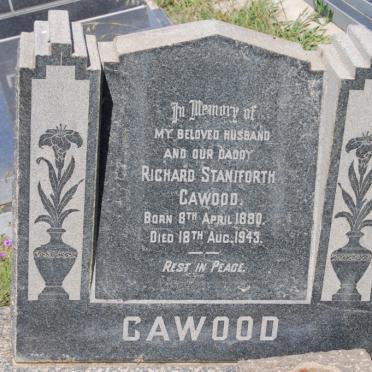 In Memory of
MY BELOVED HUSBAND
AND OUR DADDY
RICHARD STANIFORTH
CAWOOD.
BORN 8TH APRIL 1880.
DIED 18TH AUG. 1943.
REST IN PEACE.
CAWOOD